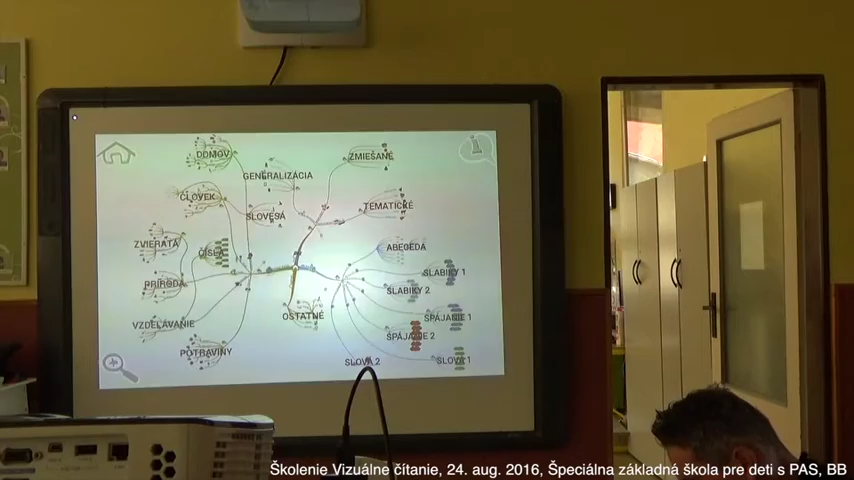 DOMOV
GENERALIZÁCIA
ZMIEŠANÉ
ČLOVEK
SLOVESÁ
TEMATICKÉ
ZVIERATÁ
ČÍSLA
ABECEDA
PRÍRODA
SLABIKY 1
SLABIKY 2
VZDELÁVANIE
OSTATNÉ
SPÁJANIE 1
SPÁJANIE 2
POTRAVINY
SLOVÁ 2
SLOVÁ 1
Školenie Vizuálne čítanie, 24. aug. 2016, Špeciálna základná škola pre deti s PAS, BB